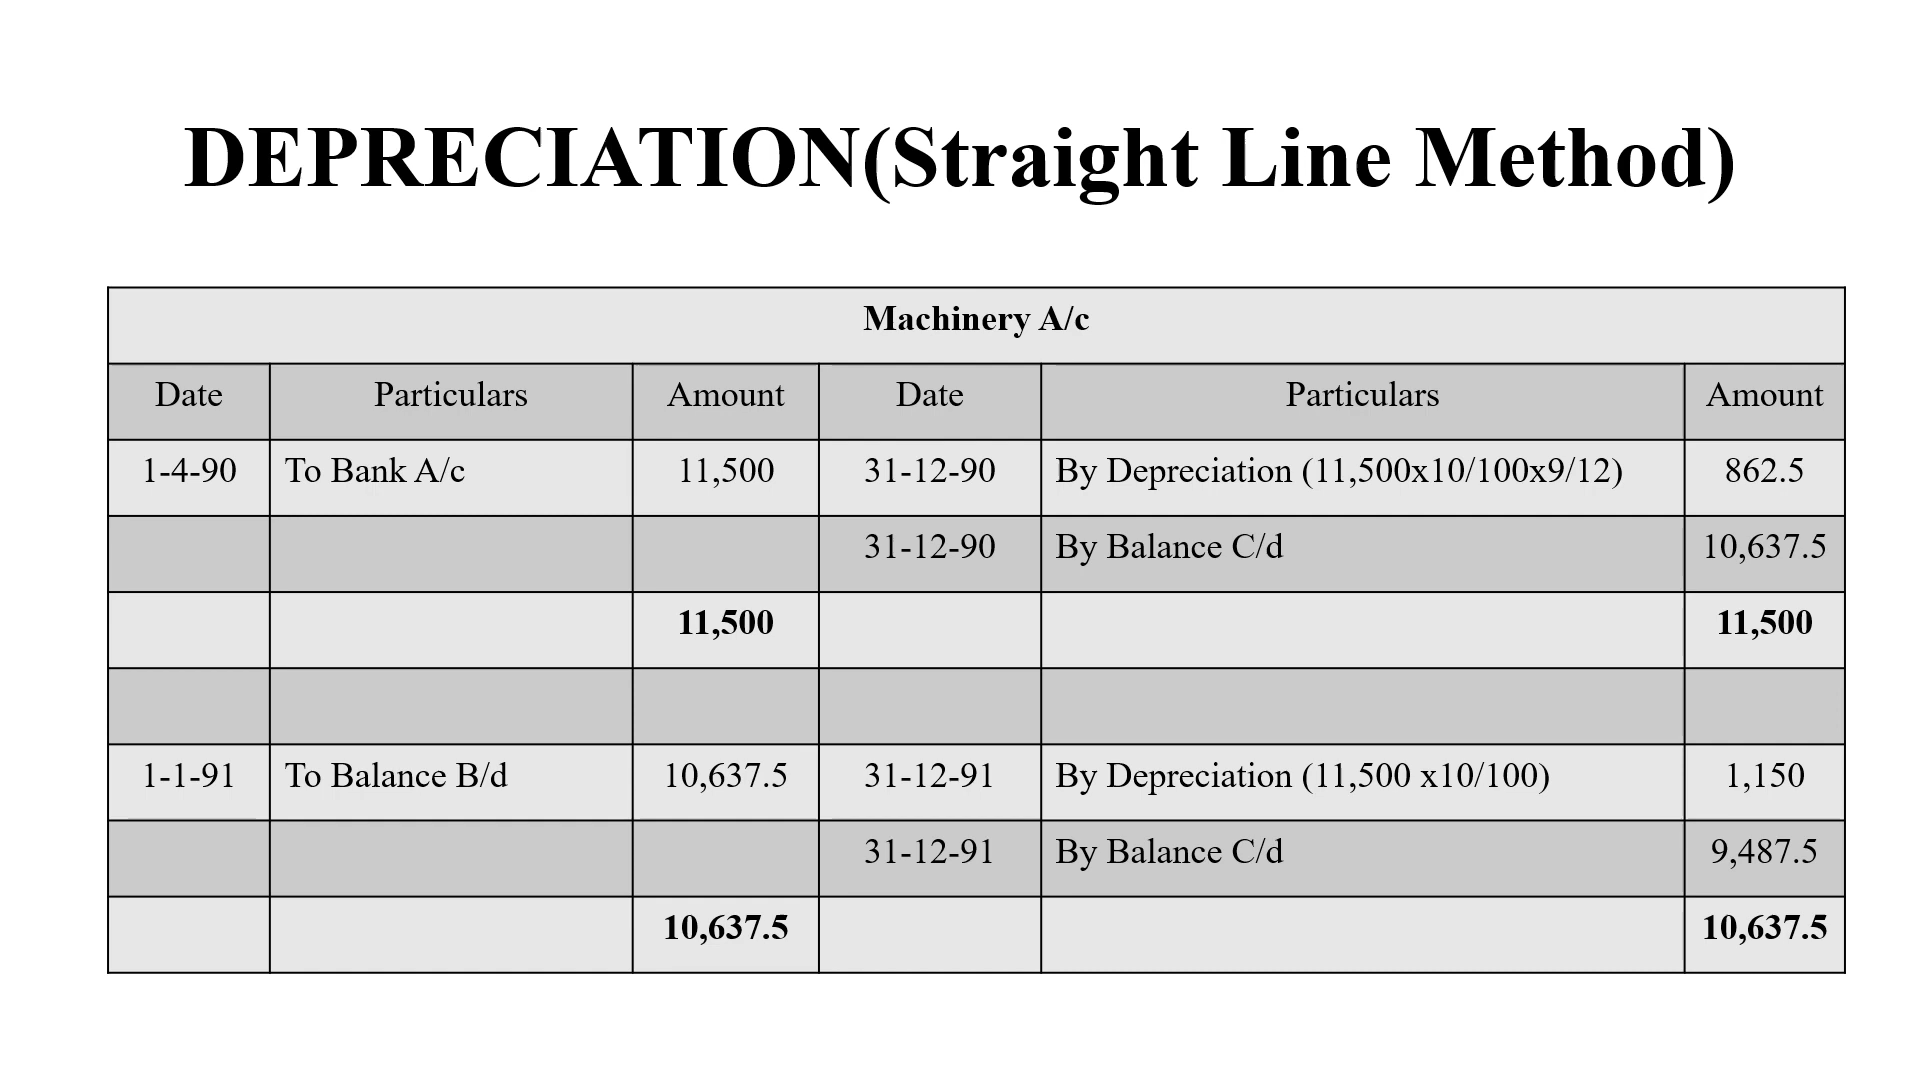 DEPRECIATION(Straight Line Method)
Machinery A/c
Date Particulars Amount Date Particulars Amount
1-4-90 To Bank A/c 11,500 31-12-90 By Depreciation (11,500x10/100x9/12) 862.5
31-12-90 By Balance C/d 10,637.5
11,500 11,500
1-1-91 To Balance B/d 10,637.5 31-12-91 By Depreciation (11,500 x10/100) 1,150
31-12-91 By Balance C/d 9,487.5
10,637.5 10,637.5